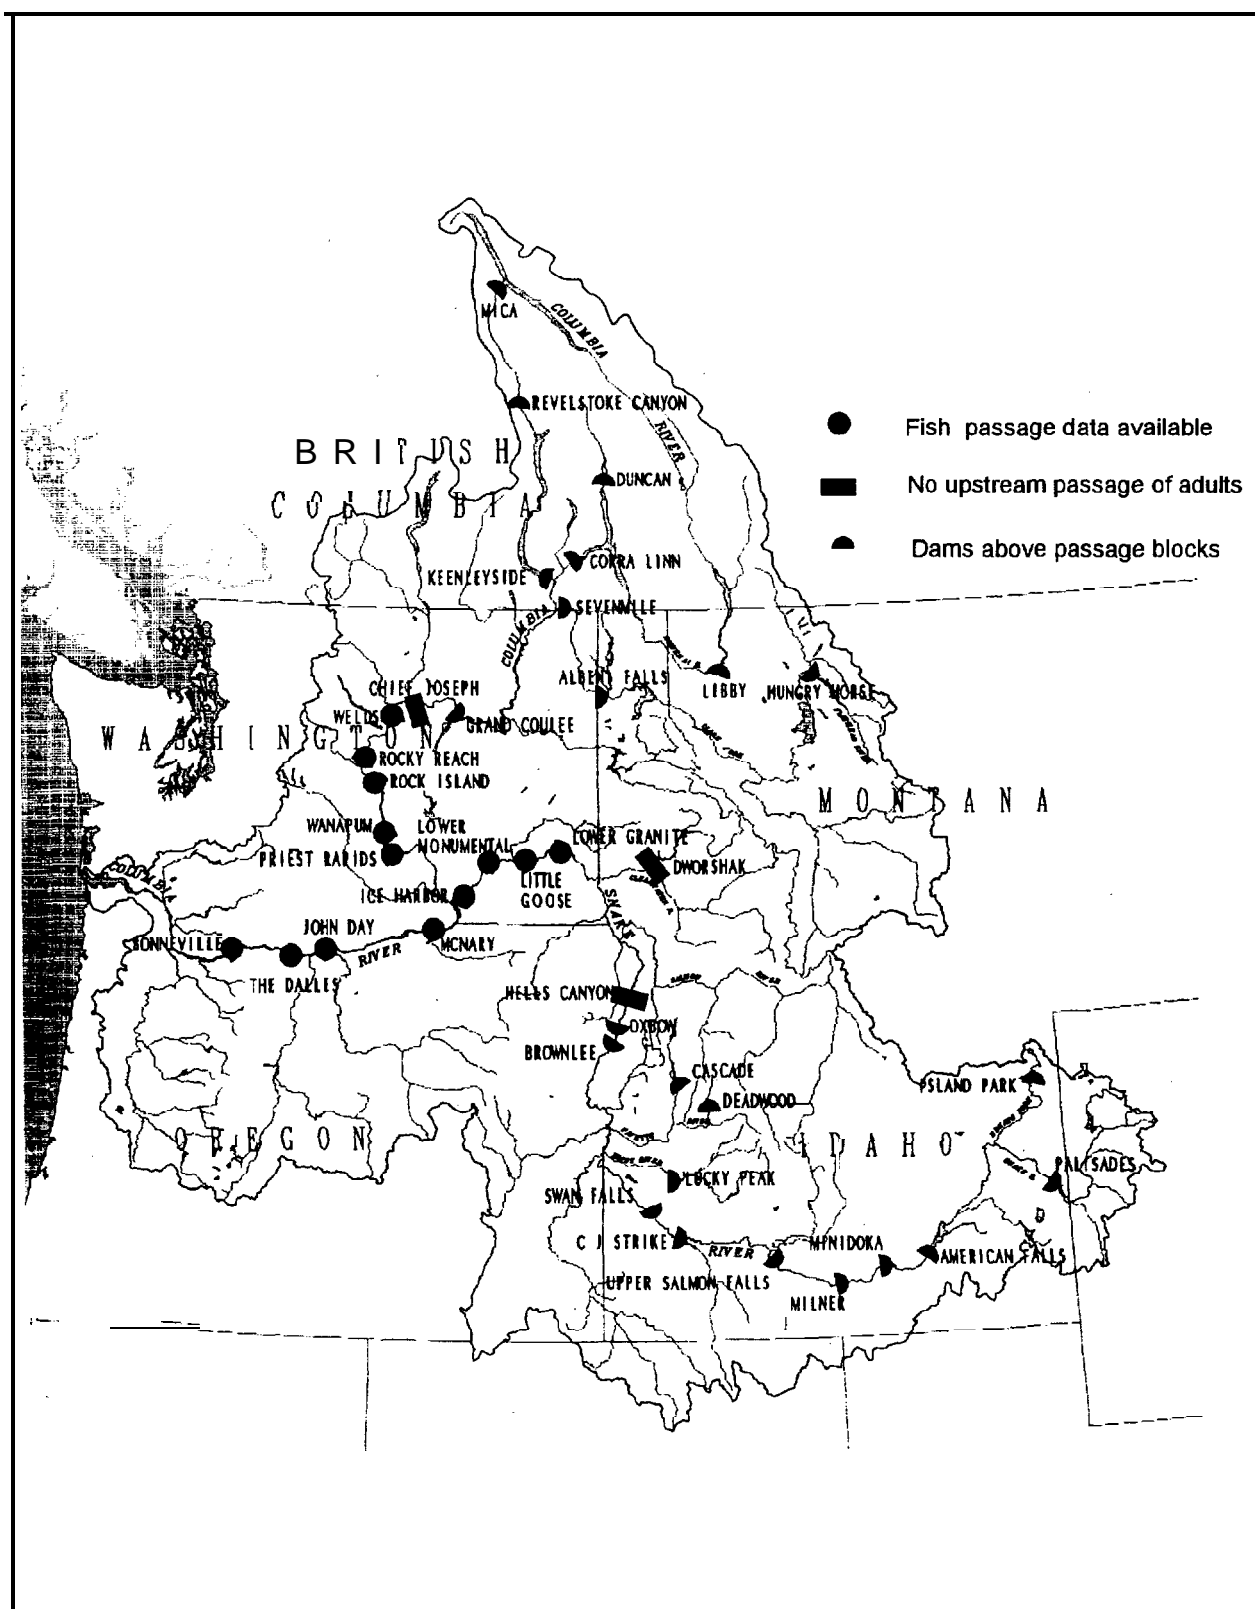 MICA
COLUMBIA
REVELSTOKE CANYON
RIVER
Fish passage data available
BRITISH
No upstream passage of adults
DUNCAN
COLUMBIA
Dams above passage blocks
CORRA LINN
KEENLEYSIDE
SEVENMILE
COLUMBIA
ALBENI FALLS
LIBBY
HUNGRY HORSE
CHIEF JOSEPH
WELLS
GRAND COULEE
WASHINGTON
ROCKY REACH
ROCK ISLAND
MONTANA
WANAPUM
LOWER
MONUMENTAL
LOWER GRANITE
PRIEST RAPIDS
DWORSHAK
COLUMBIA
LITTLE
GOOSE
ICE HARBOR
SNAKE
JOHN DAY
BONNEVILLE
RIVER
MCNARY
THE DALLES
SALMON RIVER
HELLS CANYON
OXBOW
BROWNLEE
CASCADE
ISLAND PARK
DEADWOOD
OREGON
IDAHO
PALISADES
LUCKY PEAK
SWAN FALLS
C J STRIKE
RIVER
MINIDOKA
AMERICAN FALLS
UPPER SALMON FALLS
MILNER